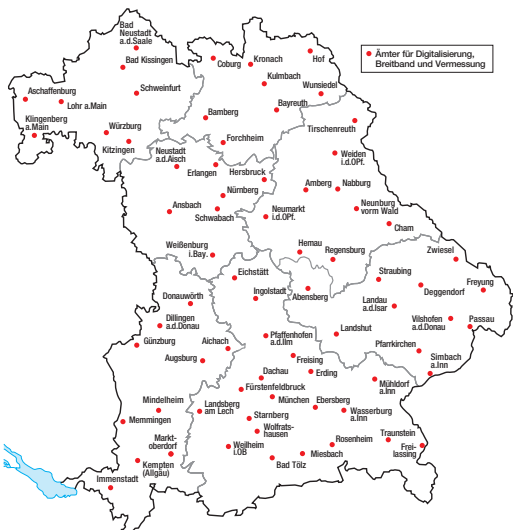 Bad
Neustadt
a.d.Saale
Bad Kissingen
Coburg
Kronach
Hof
Ämter für Digitalisierung,
Breitband und Vermessung
Aschaffenburg
Lohr a.Main
Schweinfurt
Kulmbach
Wunsiedel
Klingenberg
a.Main
Bamberg
Bayreuth
Würzburg
Kitzingen
Forchheim
Tirschenreuth
Neustadt
a.d.Aisch
Erlangen
Hersbruck
Weiden
i.d.OPf.
Nürnberg
Amberg
Nabburg
Ansbach
Schwabach
Neumarkt
i.d.OPf.
Neunburg
vorm Wald
Cham
Weißenburg
i.Bay.
Hemau
Regensburg
Zwiesel
Eichstätt
Straubing
Donauwörth
Ingolstadt
Abensberg
Deggendorf
Freyung
Landau
a.d.Isar
Dillingen
a.d.Donau
Vilshofen
a.d.Donau
Passau
Günzburg
Aichach
Pfaffenhofen
a.d.Ilm
Landshut
Pfarrkirchen
Augsburg
Freising
Simbach
a.Inn
Dachau
Erding
Mühldorf
a.Inn
Fürstenfeldbruck
Mindelheim
Landsberg
am Lech
München
Ebersberg
Wasserburg
a.Inn
Memmingen
Starnberg
Wolfrats-
hausen
Markt-
oberdorf
Weilheim
i.OB
Rosenheim
Traunstein
Frei-
lassing
Kempten
(Allgäu)
Bad Tölz
Miesbach
Immenstadt